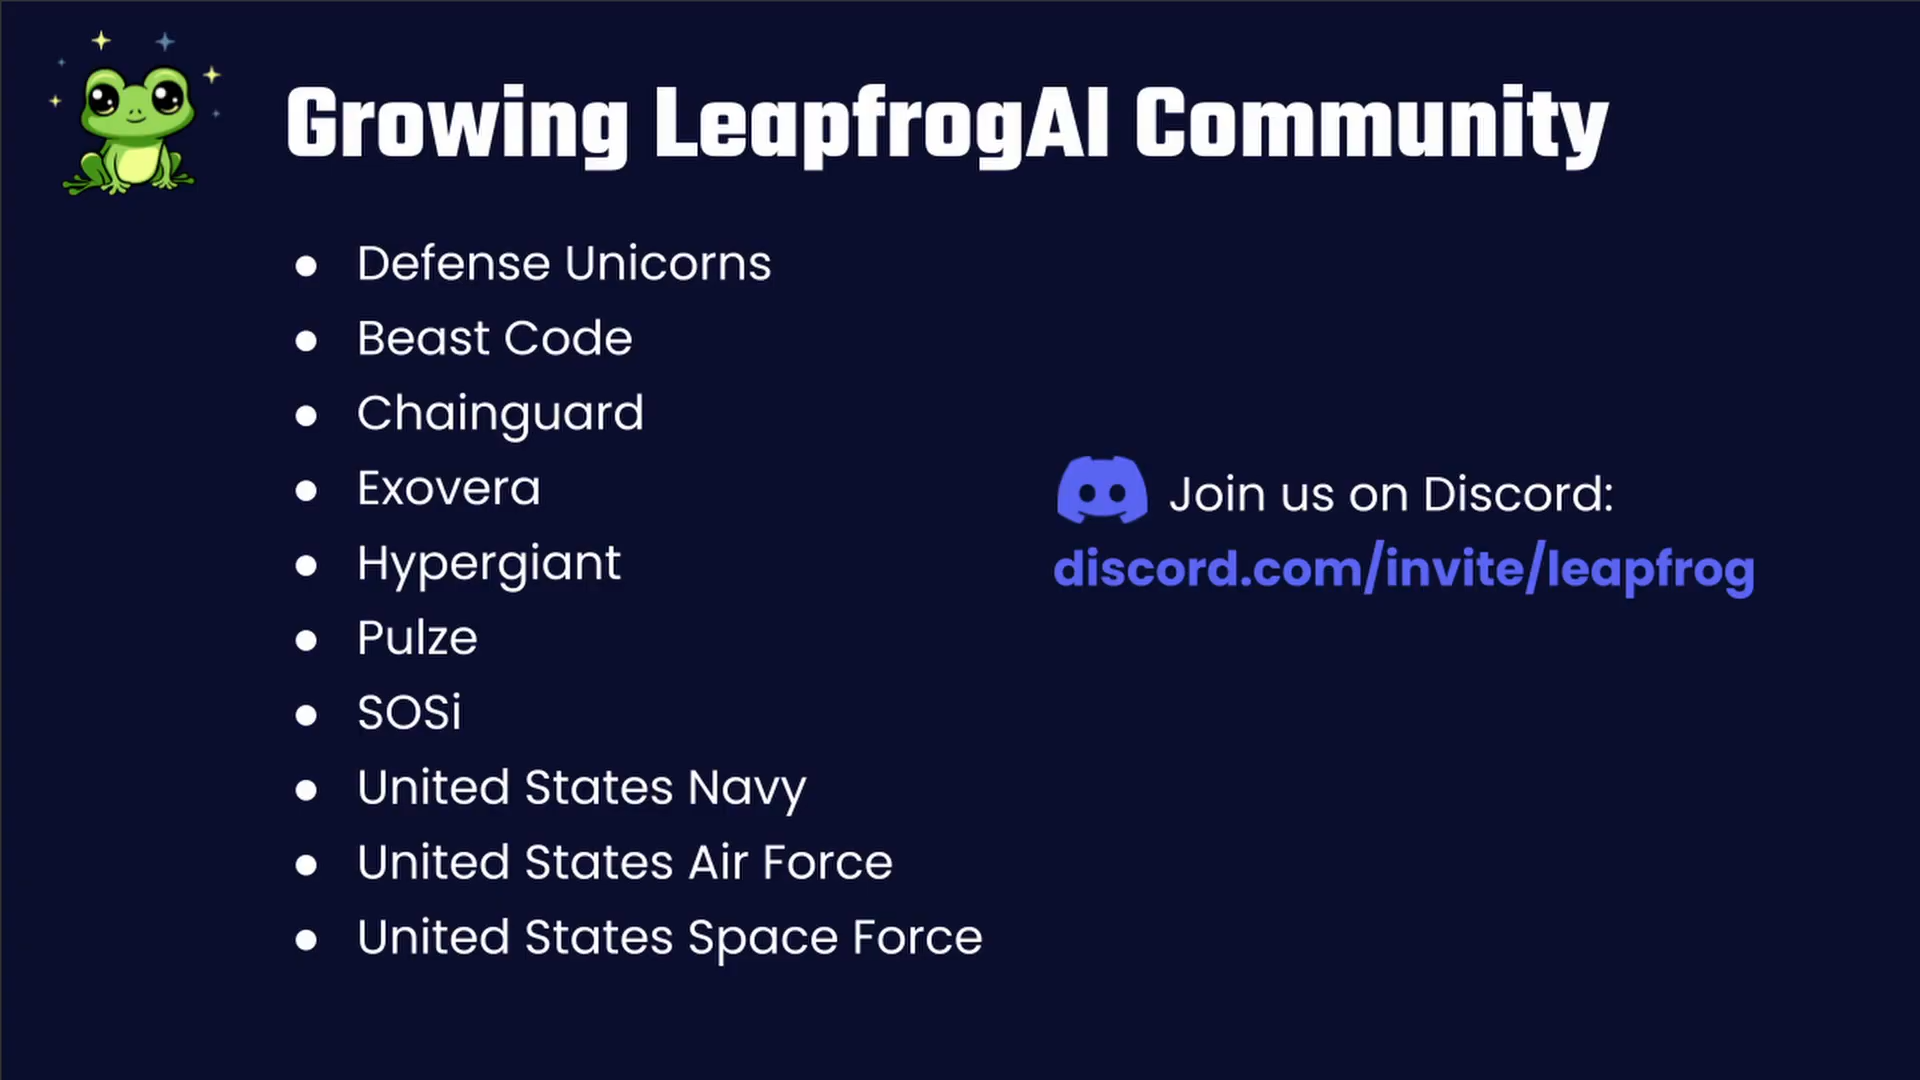 Growing LeapfrogAI Community
● Defense Unicorns
● Beast Code
● Chainguard
● Exovera
● Hypergiant
● Pulze
● SOSi
● United States Navy
● United States Air Force
● United States Space Force
Join us on Discord:
discord.com/invite/leapfrog